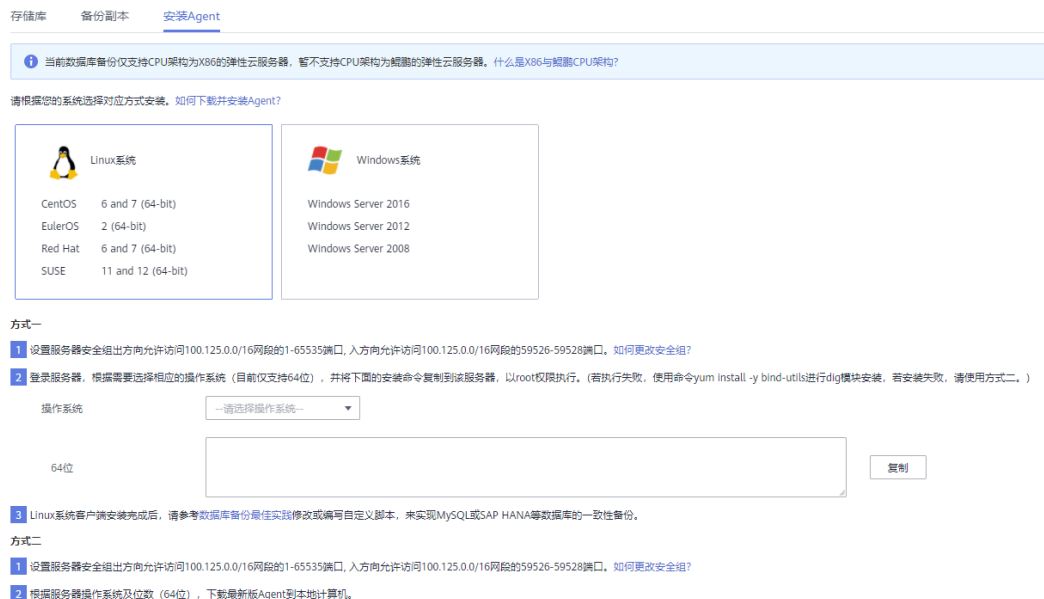 存储库 备份副本 安装Agent
当前数据库备份仅支持CPU架构为X86的弹性云服务器，暂不支持CPU架构为鲲鹏的弹性云服务器。什么是X86与鲲鹏CPU架构?
请根据您的系统选择对应方式安装。如何下载并安装Agent?
Linux系统 Windows系统
CentOS 6 and 7 (64-bit) Windows Server 2016
EulerOS 2 (64-bit) Windows Server 2012
Red Hat 6 and 7 (64-bit) Windows Server 2008
SUSE 11 and 12 (64-bit)
方式一
1 设置服务器安全组出方向允许访问100.125.0.0/16网段的1-65535端口, 入方向允许访问100.125.0.0/16网段的59526-59528端口。如何更改安全组?
2 登录服务器，根据需要选择相应的操作系统（目前仅支持64位），并将下面的安装命令复制到该服务器，以root权限执行。(若执行失败，使用命令yum install -y bind-utils进行dig模块安装，若安装失败，请使用方式二。)
操作系统 --请选择操作系统--
64位 复制
3 Linux系统客户端安装完成后，请参考数据库备份最佳实践修改或编写自定义脚本，来实现MySQL或SAP HANA等数据库的一致性备份。
方式二
1 设置服务器安全组出方向允许访问100.125.0.0/16网段的1-65535端口, 入方向允许访问100.125.0.0/16网段的59526-59528端口。如何更改安全组?
2 根据服务器操作系统及位数（64位），下载最新版Agent到本地计算机。